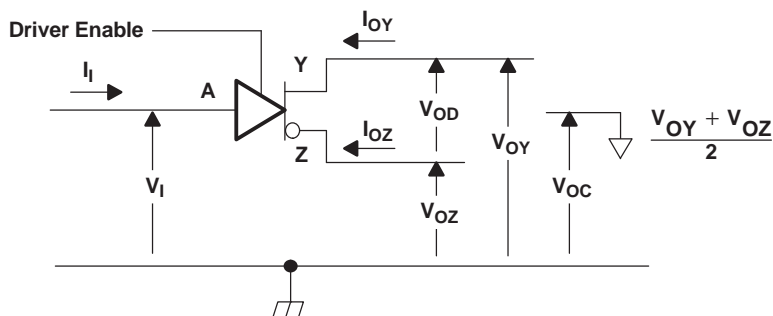 Driver Enable
I_OY
I_I
A
Y
V_OD
V_OY
V_OY + V_OZ
2
Z
I_OZ
V_I
V_OZ
V_OC